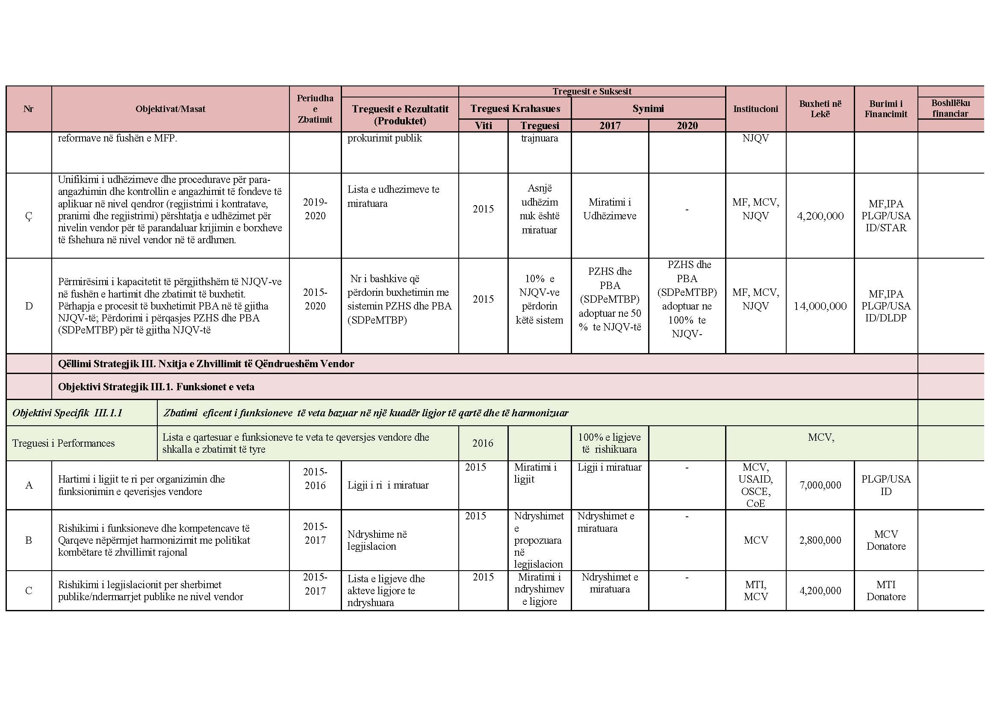 Nr
Objektivat/Masat
Periudha
e
Zbatimit
Treguesit e Suksesit
Treguesit e Rezultatit
(Produktet)
Treguesi Krahasues
Synimi
Viti
Treguesi
2017
2020
Institucioni
Buxheti në
Lekë
Burimi i
Financimit
Boshllëku
financiar
reformave në fushën e MFP.
prokurimit publik
trajnuara
NJQV
Ç
Unifikimi i udhëzimeve dhe procedurave për para-
angazhimin dhe kontrollin e angazhimit të fondeve të
aplikuar në nivel qendror (regjistrimi i kontratave,
pranimi dhe regjistrimi) përshtatja e udhëzimet për
nivelin vendor për të parandaluar krijimin e borxheve
të fshehura në nivel vendor në të ardhmen.
2019-
2020
Lista e udhezimeve te
miratuara
2015
Asnjë
udhëzim
nuk është
miratuar
Miratimi i
Udhëzimeve
-
MF, MCV,
NJQV
4,200,000
MF,IPA
PLGP/USA
ID/STAR
D
Përmirësimi i kapacitetit të përgjithshëm të NJQV-ve
në fushën e hartimit dhe zbatimit të buxhetit.
Përhapja e procesit të buxhetimit PBA në të gjitha
NJQV-të; Përdorimi i përqasjes PZHS dhe PBA
(SDPeMTBP) për të gjitha NJQV-të
2015-
2020
Nr i bashkive që
përdorin buxhetimin me
sistemin PZHS dhe PBA
(SDPeMTBP)
2015
10% e
NJQV-ve
përdorin
këtë sistem
PZHS dhe
PBA
(SDPeMTBP)
adoptuar ne 50
% te NJQV-të
PZHS dhe
PBA
(SDPeMTBP)
adoptuar ne
100% te
NJQV-
MF, MCV,
NJQV
14,000,000
MF,IPA
PLGP/USA
ID/DLDP
Qëllimi Strategjik III. Nxitja e Zhvillimit të Qëndrueshëm Vendor
Objektivi Strategjik III.1. Funksionet e veta
Objektivi Specifik III.1.1
Zbatimi eficent i funksioneve të veta bazuar në një kuadër ligjor të qartë dhe të harmonizuar
Treguesi i Performances
Lista e qartesuar e funksioneve te veta te qeversjes vendore dhe
shkalla e zbatimit të tyre
2016
100% e ligjeve
të rishikuara
MCV,
A
Hartimi i ligjit te ri per organizimin dhe
funksionimin e qeverisjes vendore
2015-
2016
Ligji i ri i miratuar
2015
Miratimi i
ligjit
Ligji i miratuar
-
MCV,
USAID,
OSCE,
CoE
7,000,000
PLGP/USA
ID
B
Rishikimi i funksioneve dhe kompetencave të
Qarqeve nëpërmjet harmonizimit me politikat
kombëtare të zhvillimit rajonal
2015-
2017
Ndryshime në
legjislacion
2015
Ndryshimet
e
propozuara
në
legjislacion
Ndryshimet e
miratuara
-
MCV
2,800,000
MCV
Donatore
C
Rishikimi i legjislacionit per sherbimet
publike/ndermarrjet publike ne nivel vendor
2015-
2017
Lista e ligjeve dhe
akteve ligjore te
ndryshuara
2015
Miratimi i
ndryshimev
e ligjore
Ndryshimet e
miratuara
-
MTI,
MCV
4,200,000
MTI
Donatore